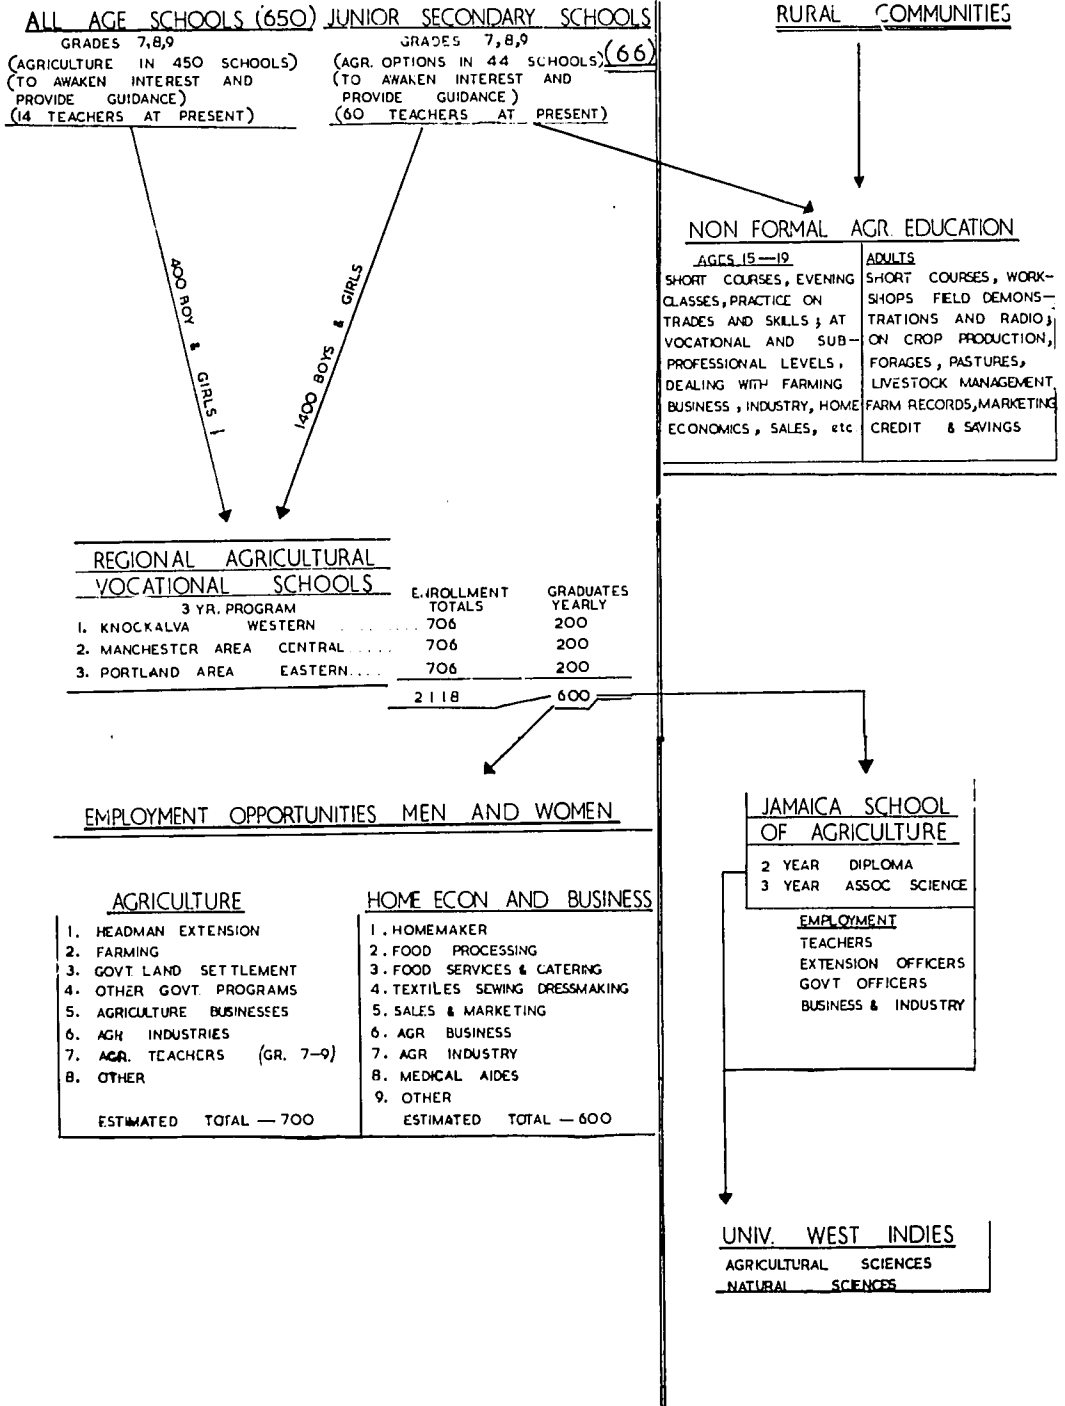 ALL AGE SCHOOLS (650)
GRADES 7,8,9
(AGRICULTURE IN 450 SCHOOLS)
(TO AWAKEN INTEREST AND
PROVIDE GUIDANCE)
(14 TEACHERS AT PRESENT)
JUNIOR SECONDARY SCHOOLS
(66)
GRADES 7,8,9
(AGR. OPTIONS IN 44 SCHOOLS)
(TO AWAKEN INTEREST AND
PROVIDE GUIDANCE)
(60 TEACHERS AT PRESENT)
RURAL COMMUNITIES
400 BOY & GIRLS
1400 BOYS & GIRLS
NON FORMAL AGR. EDUCATION
AGES 15—19
SHORT COURSES, EVENING
CLASSES, PRACTICE ON
TRADES AND SKILLS; AT
VOCATIONAL AND SUB-
PROFESSIONAL LEVELS,
DEALING WITH FARMING
BUSINESS, INDUSTRY, HOME
ECONOMICS, SALES, etc
ADULTS
SHORT COURSES, WORK-
SHOPS FIELD DEMONS-
TRATIONS AND RADIO;
ON CROP PRODUCTION,
FORAGES, PASTURES,
LIVESTOCK MANAGEMENT
FARM RECORDS, MARKETING
CREDIT & SAVINGS
REGIONAL AGRICULTURAL
VOCATIONAL SCHOOLS
3 YR. PROGRAM
ENROLLMENT TOTALS
GRADUATES YEARLY
1. KNOCKALVA WESTERN ........ 706 200
2. MANCHESTER AREA CENTRAL..... 706 200
3. PORTLAND AREA EASTERN.... 706 200
2118 600
EMPLOYMENT OPPORTUNITIES MEN AND WOMEN
AGRICULTURE
1. HEADMAN EXTENSION
2. FARMING
3. GOVT. LAND SETTLEMENT
4. OTHER GOVT. PROGRAMS
5. AGRICULTURE BUSINESSES
6. AGR INDUSTRIES
7. AGR. TEACHERS (GR. 7-9)
8. OTHER
ESTIMATED TOTAL — 700
HOME ECON AND BUSINESS
1. HOMEMAKER
2. FOOD PROCESSING
3. FOOD SERVICES & CATERING
4. TEXTILES SEWING DRESSMAKING
5. SALES & MARKETING
6. AGR BUSINESS
7. AGR INDUSTRY
8. MEDICAL AIDES
9. OTHER
ESTIMATED TOTAL — 600
JAMAICA SCHOOL
OF AGRICULTURE
2 YEAR DIPLOMA
3 YEAR ASSOC SCIENCE
EMPLOYMENT
TEACHERS
EXTENSION OFFICERS
GOVT OFFICERS
BUSINESS & INDUSTRY
UNIV. WEST INDIES
AGRICULTURAL SCIENCES
NATURAL SCIENCES